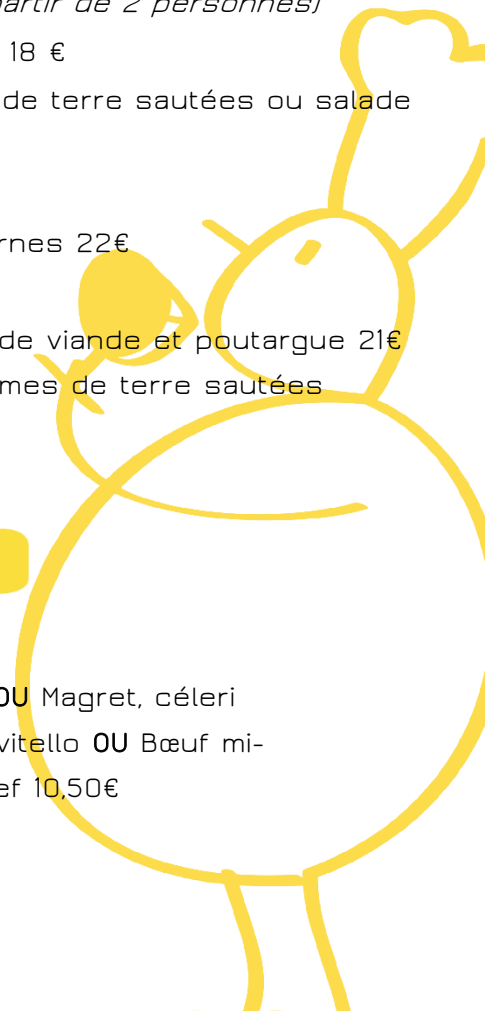 partir de 2 personnes)
18 €
de terre sautées ou salade
rnes 22€
de viande et poutargue 21€
mes de terre sautées
OU Magret, céleri
vitello OU Bœuf mi-
ef 10,50€